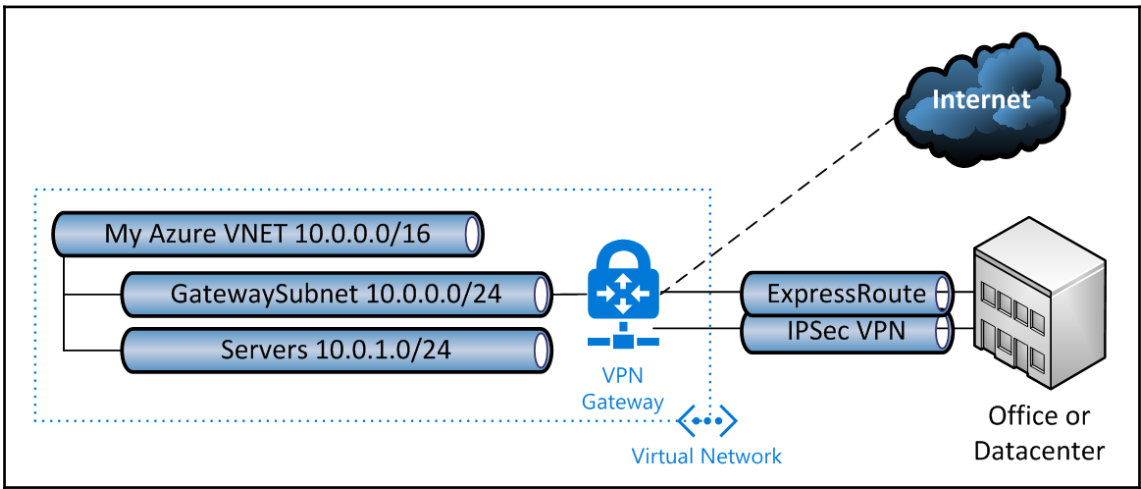 Internet
My Azure VNET 10.0.0.0/16
GatewaySubnet 10.0.0.0/24
Servers 10.0.1.0/24
VPN
Gateway
Virtual Network
ExpressRoute
IPSec VPN
Office or
Datacenter